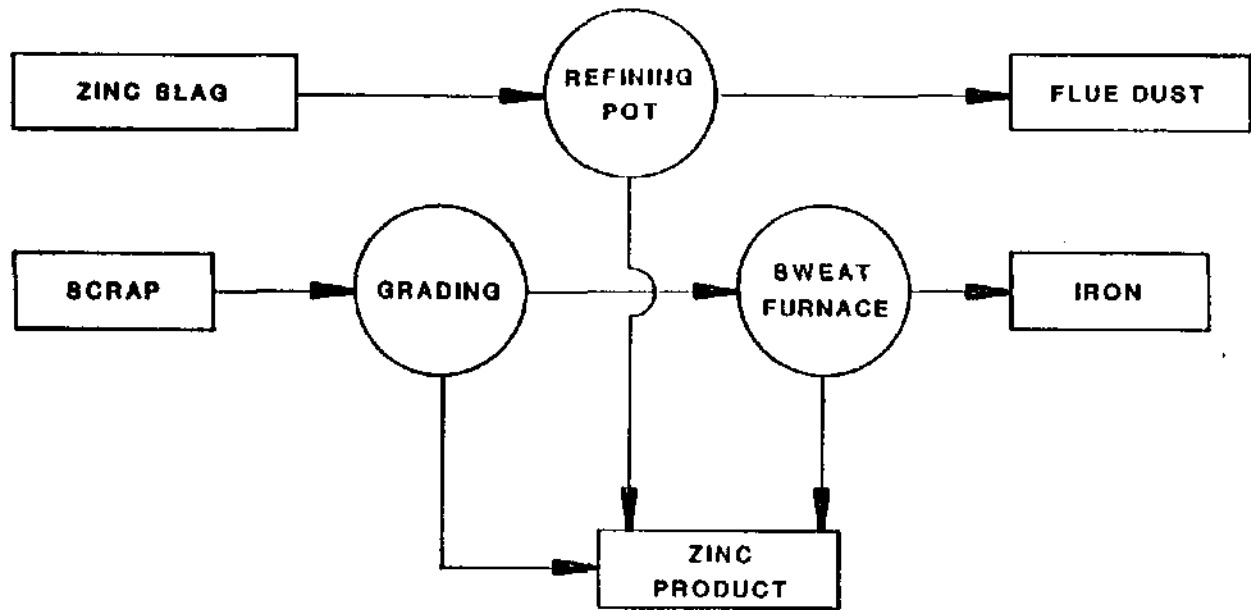 ZINC SLAG
REFINING
POT
FLUE DUST
SCRAP
GRADING
SWEAT
FURNACE
IRON
ZINC
PRODUCT